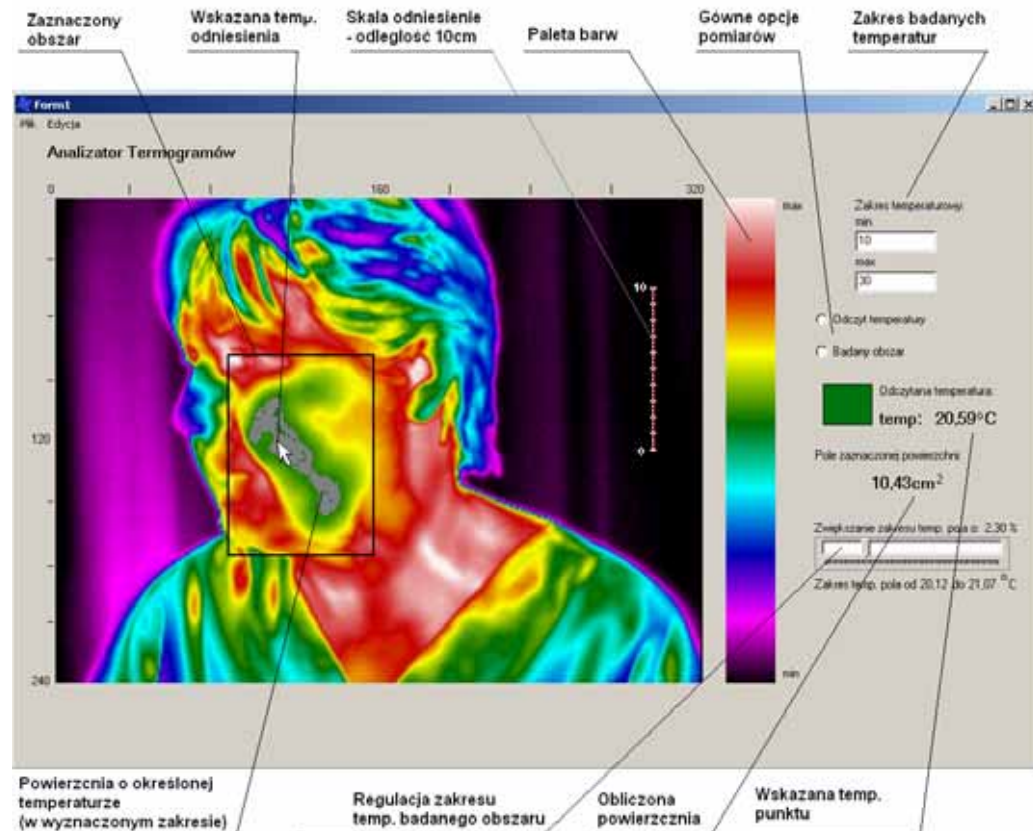 Zaznaczony
obszar
Wskazana temp.
odniesienia
Skala odniesienie
- odległość 10cm
Paleta barw
Gówne opcje
pomiarów
Zakres badanych
temperatur
Form1
Plik Edycja
Analizator Termogramów
0 160 320
120
240
10
0
max
min
Zakres temperaturowy:
min
10
max
30
Odczyt temperatury
Badany obszar
Odczytana temperatura:
temp: 20,59°C
Pole zaznaczonej powierzchni
10,43cm²
Zwiększanie zakresu temp. pola o: 2.30 %
Zakres temp. pola od 20,12 do 21,07 °C
Powierzcnia o określonej
temperaturze
(w wyznaczonym zakresie)
Regulacja zakresu
temp. badanego obszaru
Obliczona
powierzcnia
Wskazana temp.
punktu